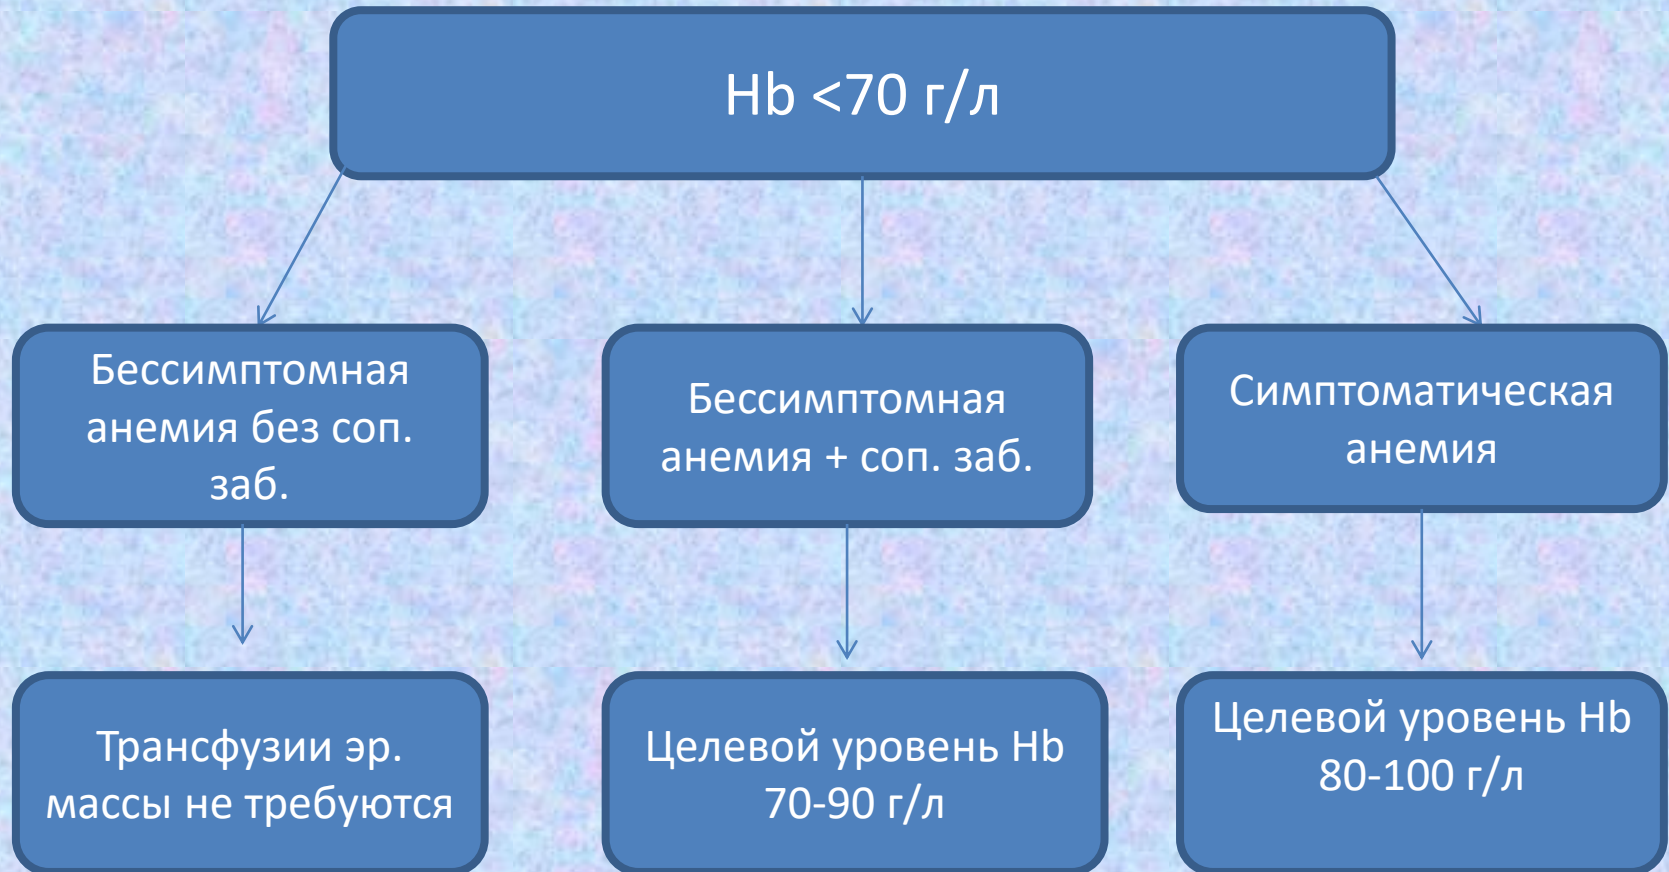 Hb <70 г/л
Бессимптомная
анемия без соп.
заб.
Бессимптомная
анемия + соп. заб.
Симптоматическая
анемия
Трансфузии эр.
массы не требуются
Целевой уровень Hb
70-90 г/л
Целевой уровень Hb
80-100 г/л